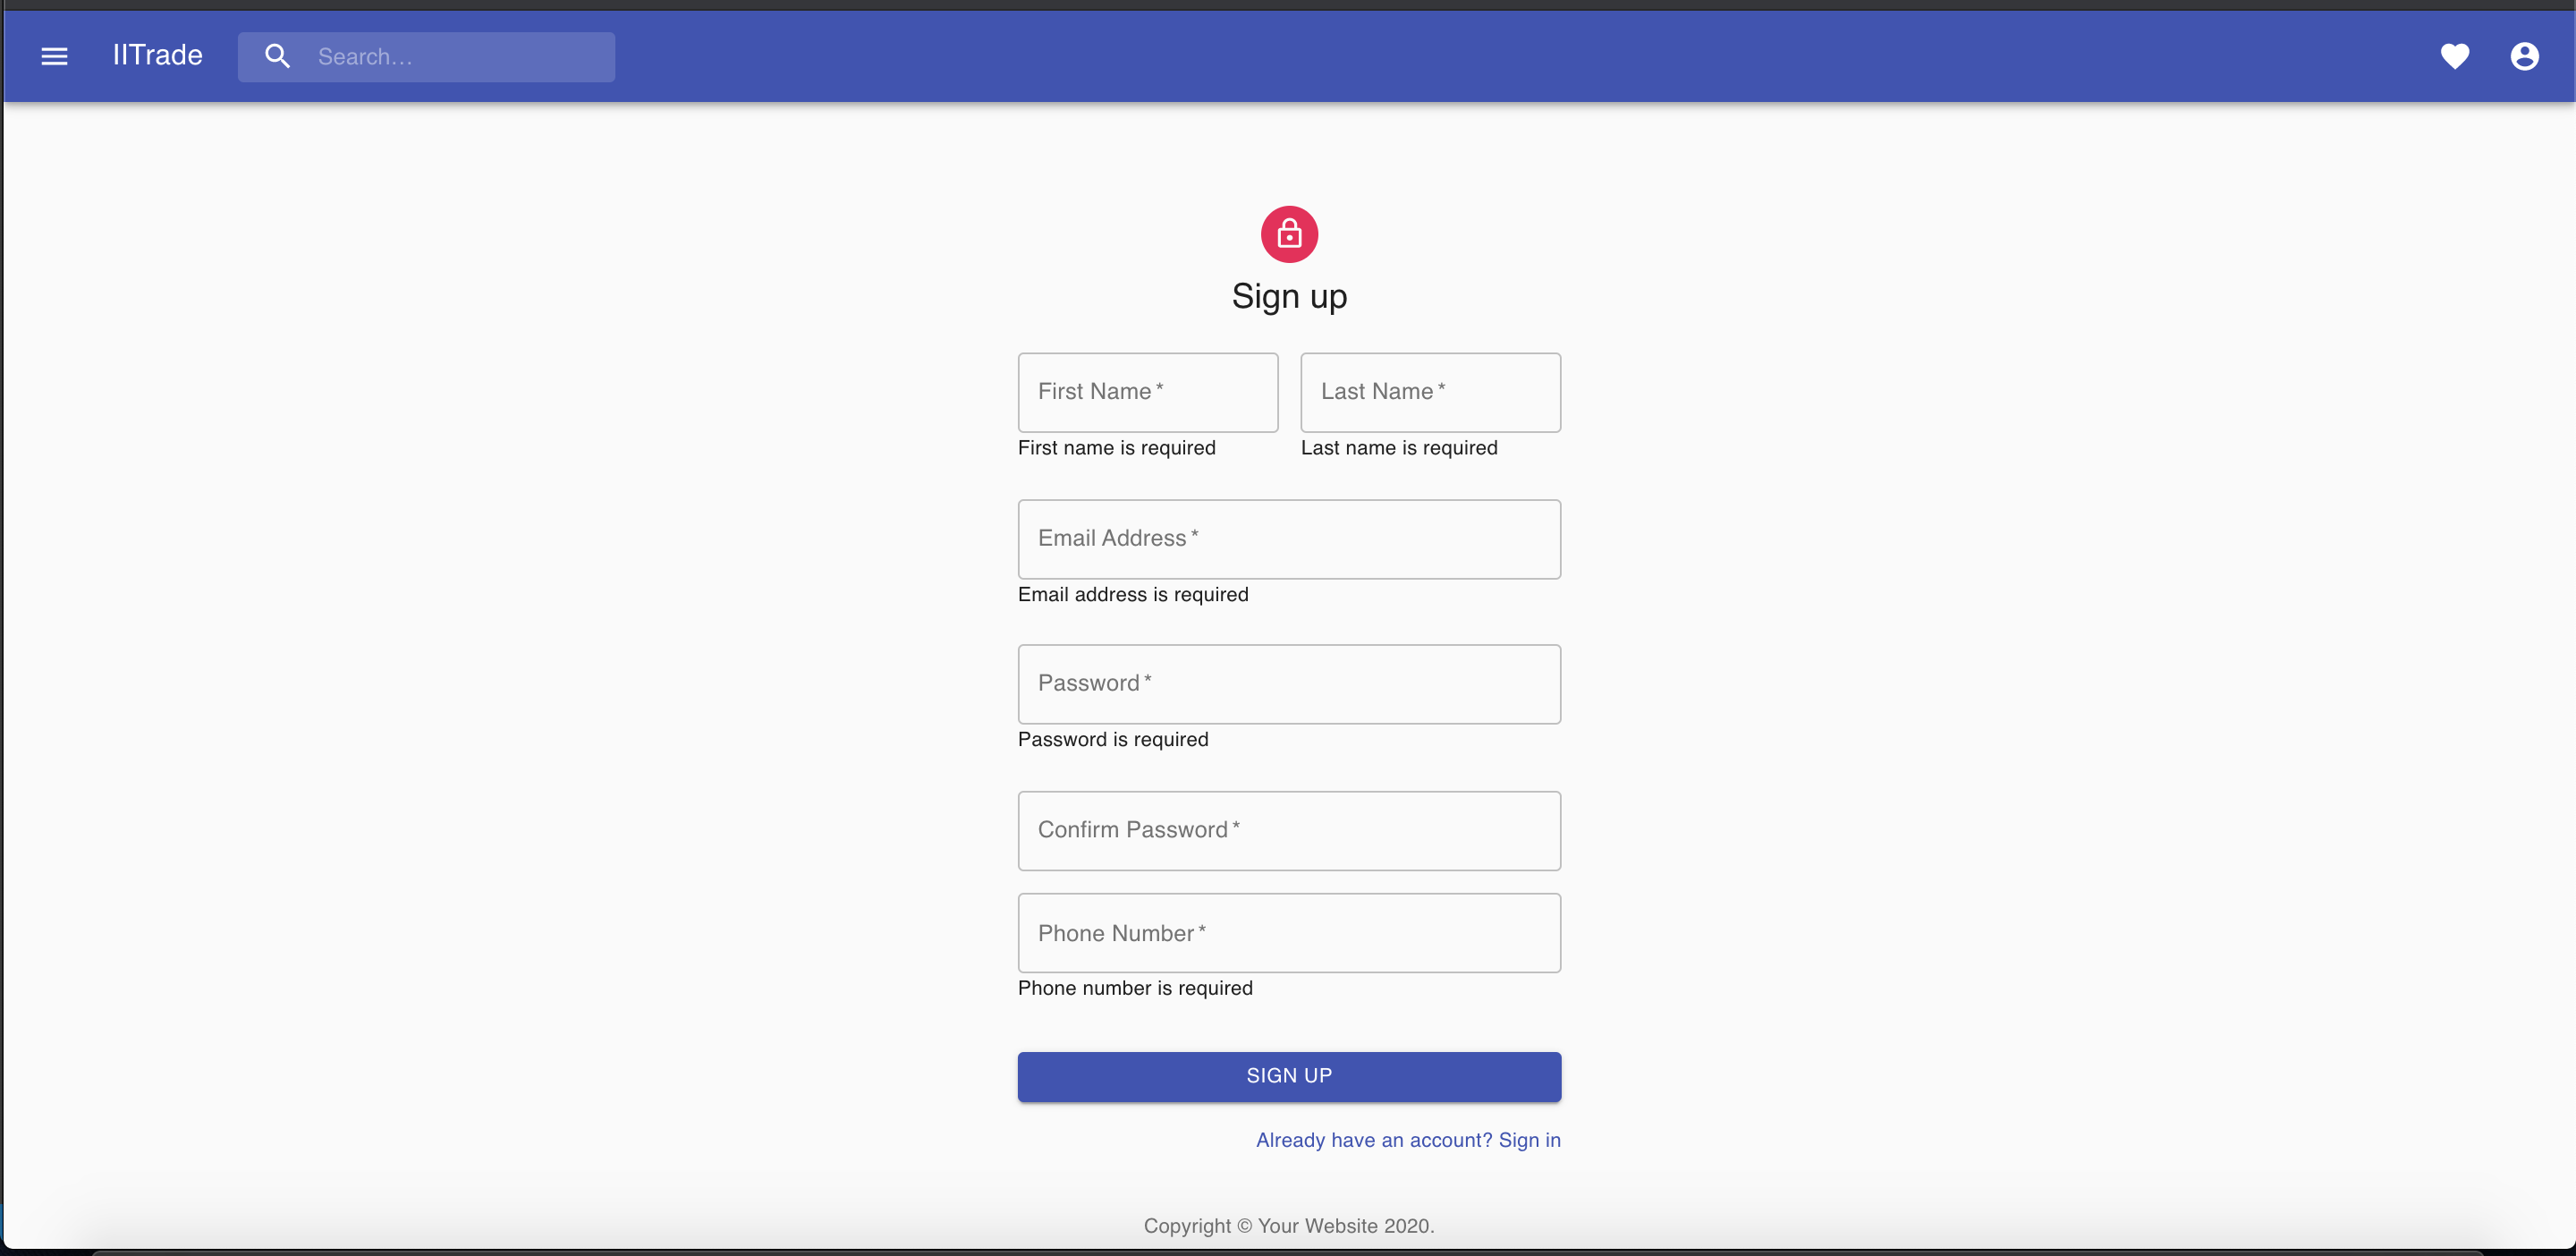 IITrade Search...
Sign up
First Name * Last Name *
First name is required Last name is required
Email Address *
Email address is required
Password *
Password is required
Confirm Password *
Phone Number *
Phone number is required
SIGN UP
Already have an account? Sign in
Copyright © Your Website 2020.